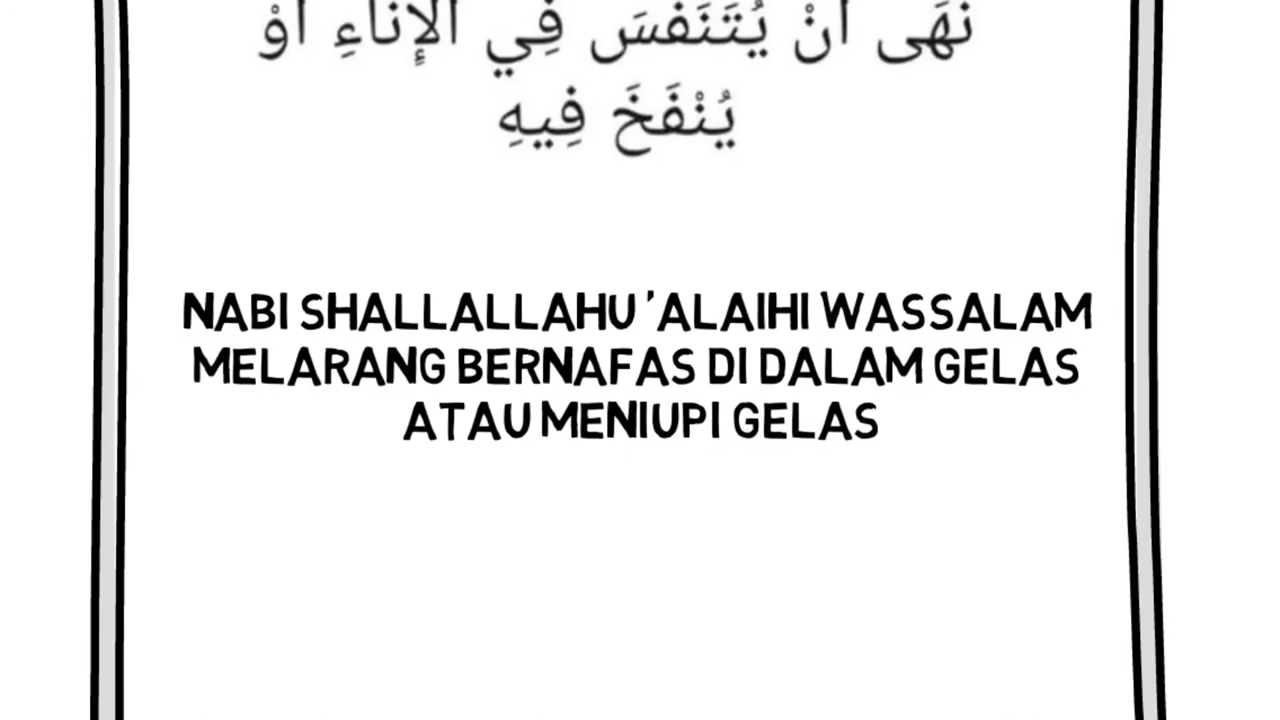 نَهَى أَنْ يُتَنَفَّسَ فِي الإِنَاءِ أَوْ
يُنْفَخَ فِيهِ
NABI SHALLALLAHU 'ALAIHI WASSALAM
MELARANG BERNAFAS DI DALAM GELAS
ATAU MENIUPI GELAS